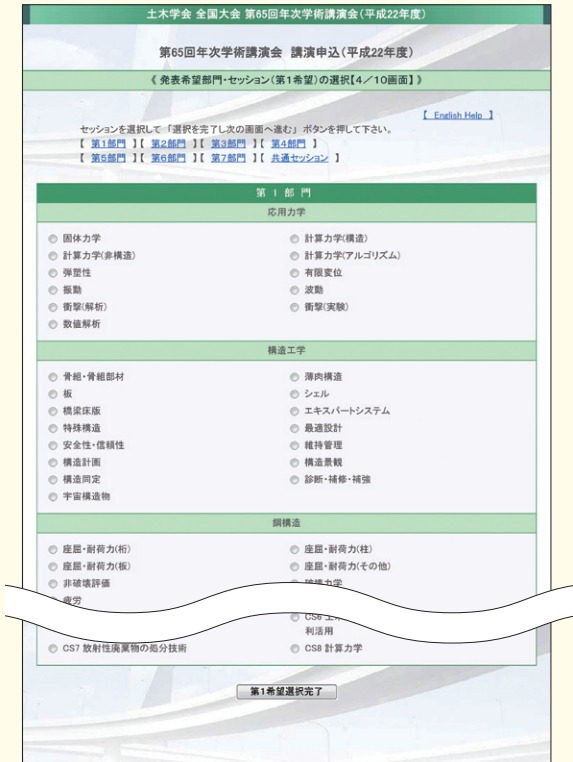 土木学会 全国大会 第65回年次学術講演会(平成22年度)
第65回年次学術講演会 講演申込(平成22年度)
《 発表希望部門・セッション(第1希望)の選択【4／10画面】》
【 English Help 】
セッションを選択して「選択を完了し次の画面へ進む」ボタンを押して下さい。
【 第1部門 】【 第2部門 】【 第3部門 】【 第4部門 】
【 第5部門 】【 第6部門 】【 第7部門 】【 共通セッション 】
第 1 部 門
応用力学
固体力学 計算力学(構造)
計算力学(非構造) 計算力学(アルゴリズム)
弾塑性 有限変位
振動 波動
衝撃(解析) 衝撃(実験)
数値解析
構造工学
骨組・骨組部材 薄肉構造
板 シェル
橋梁床版 エキスパートシステム
特殊構造 最適設計
安全性・信頼性 維持管理
構造計画 構造景観
構造同定 診断・補修・補強
宇宙構造物
鋼構造
座屈・耐荷力(桁) 座屈・耐荷力(柱)
座屈・耐荷力(板) 座屈・耐荷力(その他)
非破壊評価 破壊力学
疲労
CS6
利活用
CS7 放射性廃棄物の処分技術 CS8 計算力学
第1希望選択完了